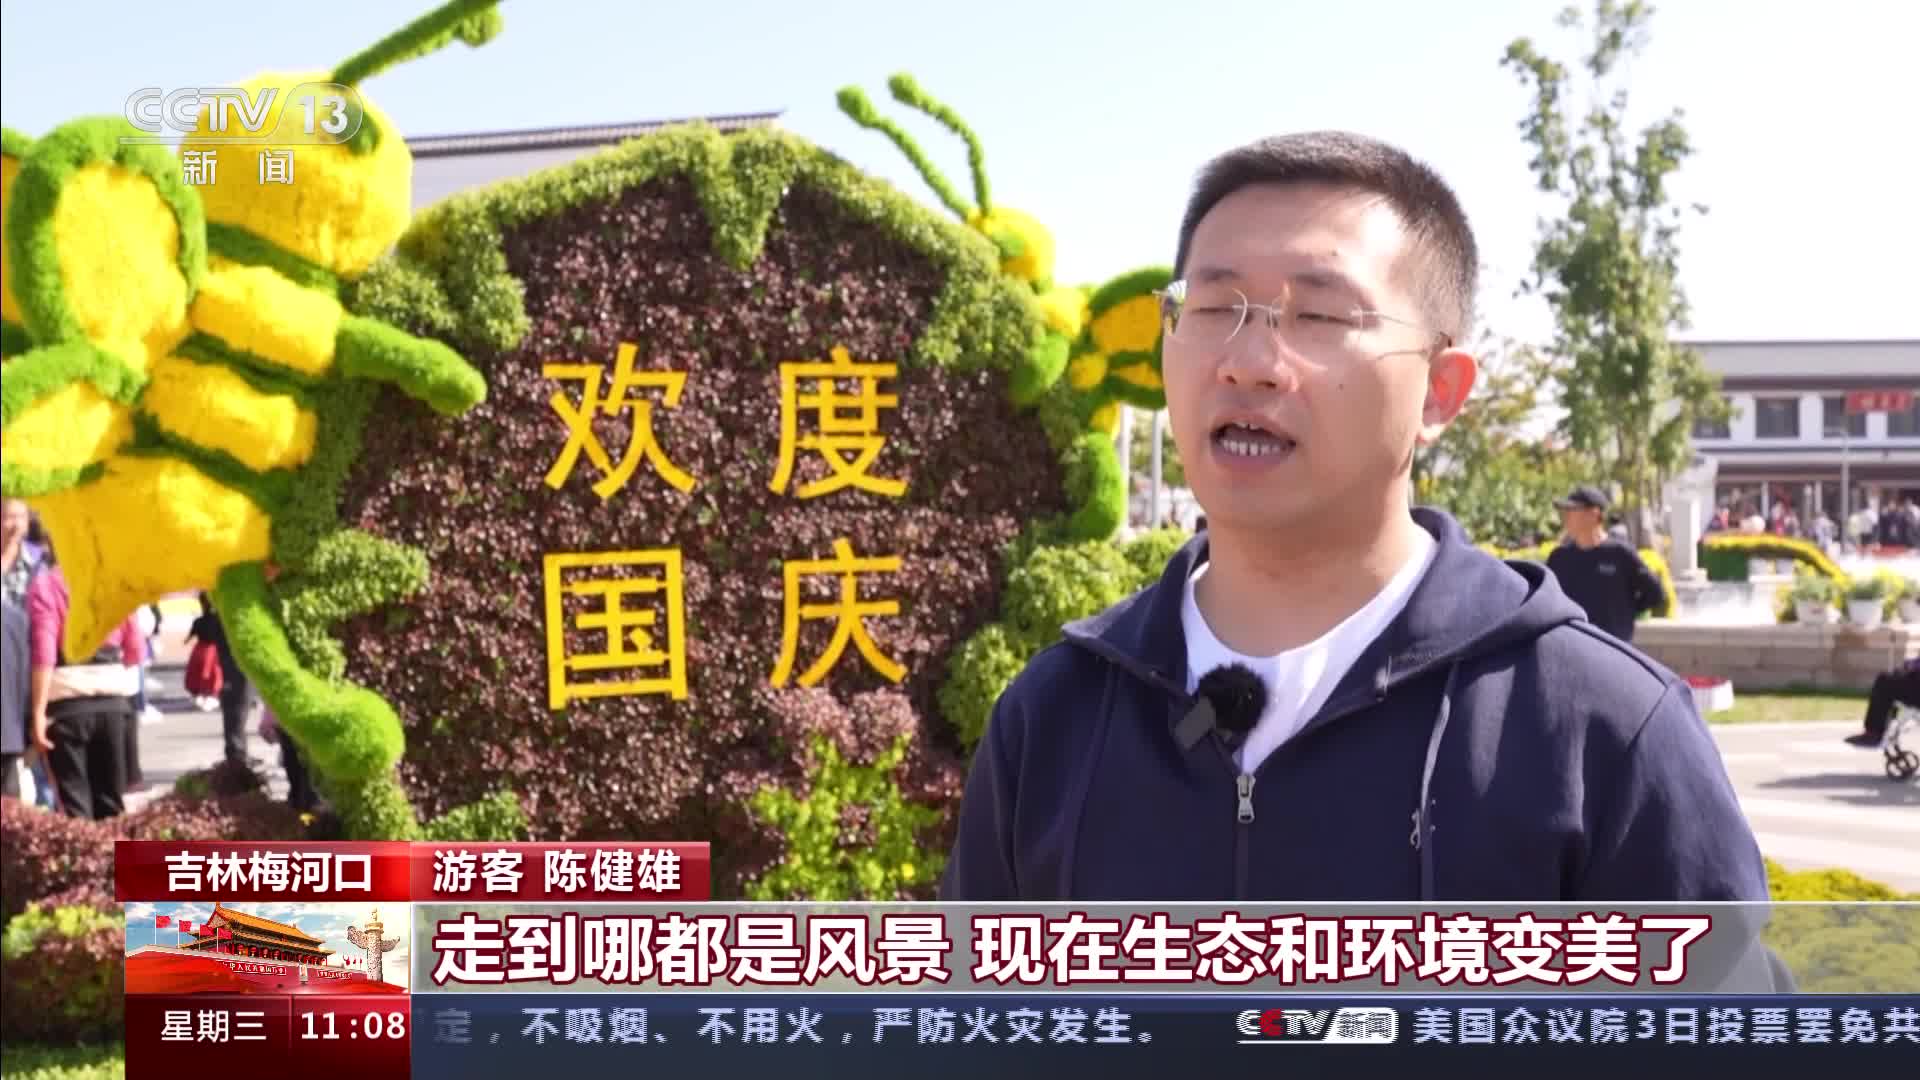 CCTV 13
新闻
欢度
国庆
吉林梅河口
游客 陈健雄
走到哪都是风景 现在生态和环境变美了
星期三 11:08
定，不吸烟、不用火，严防火灾发生。 CCTV新闻 美国众议院3日投票罢免共